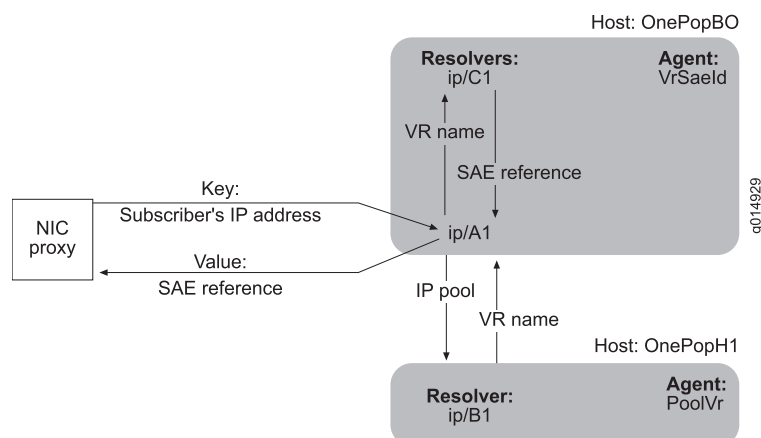 Host: OnePopBO
Resolvers:
ip/C1
Agent:
VrSaeId
VR name
SAE reference
Key:
Subscriber's IP address
NIC
proxy
ip/A1
Value:
SAE reference
IP pool
VR name
g014929
Host: OnePopH1
Resolver:
ip/B1
Agent:
PoolVr